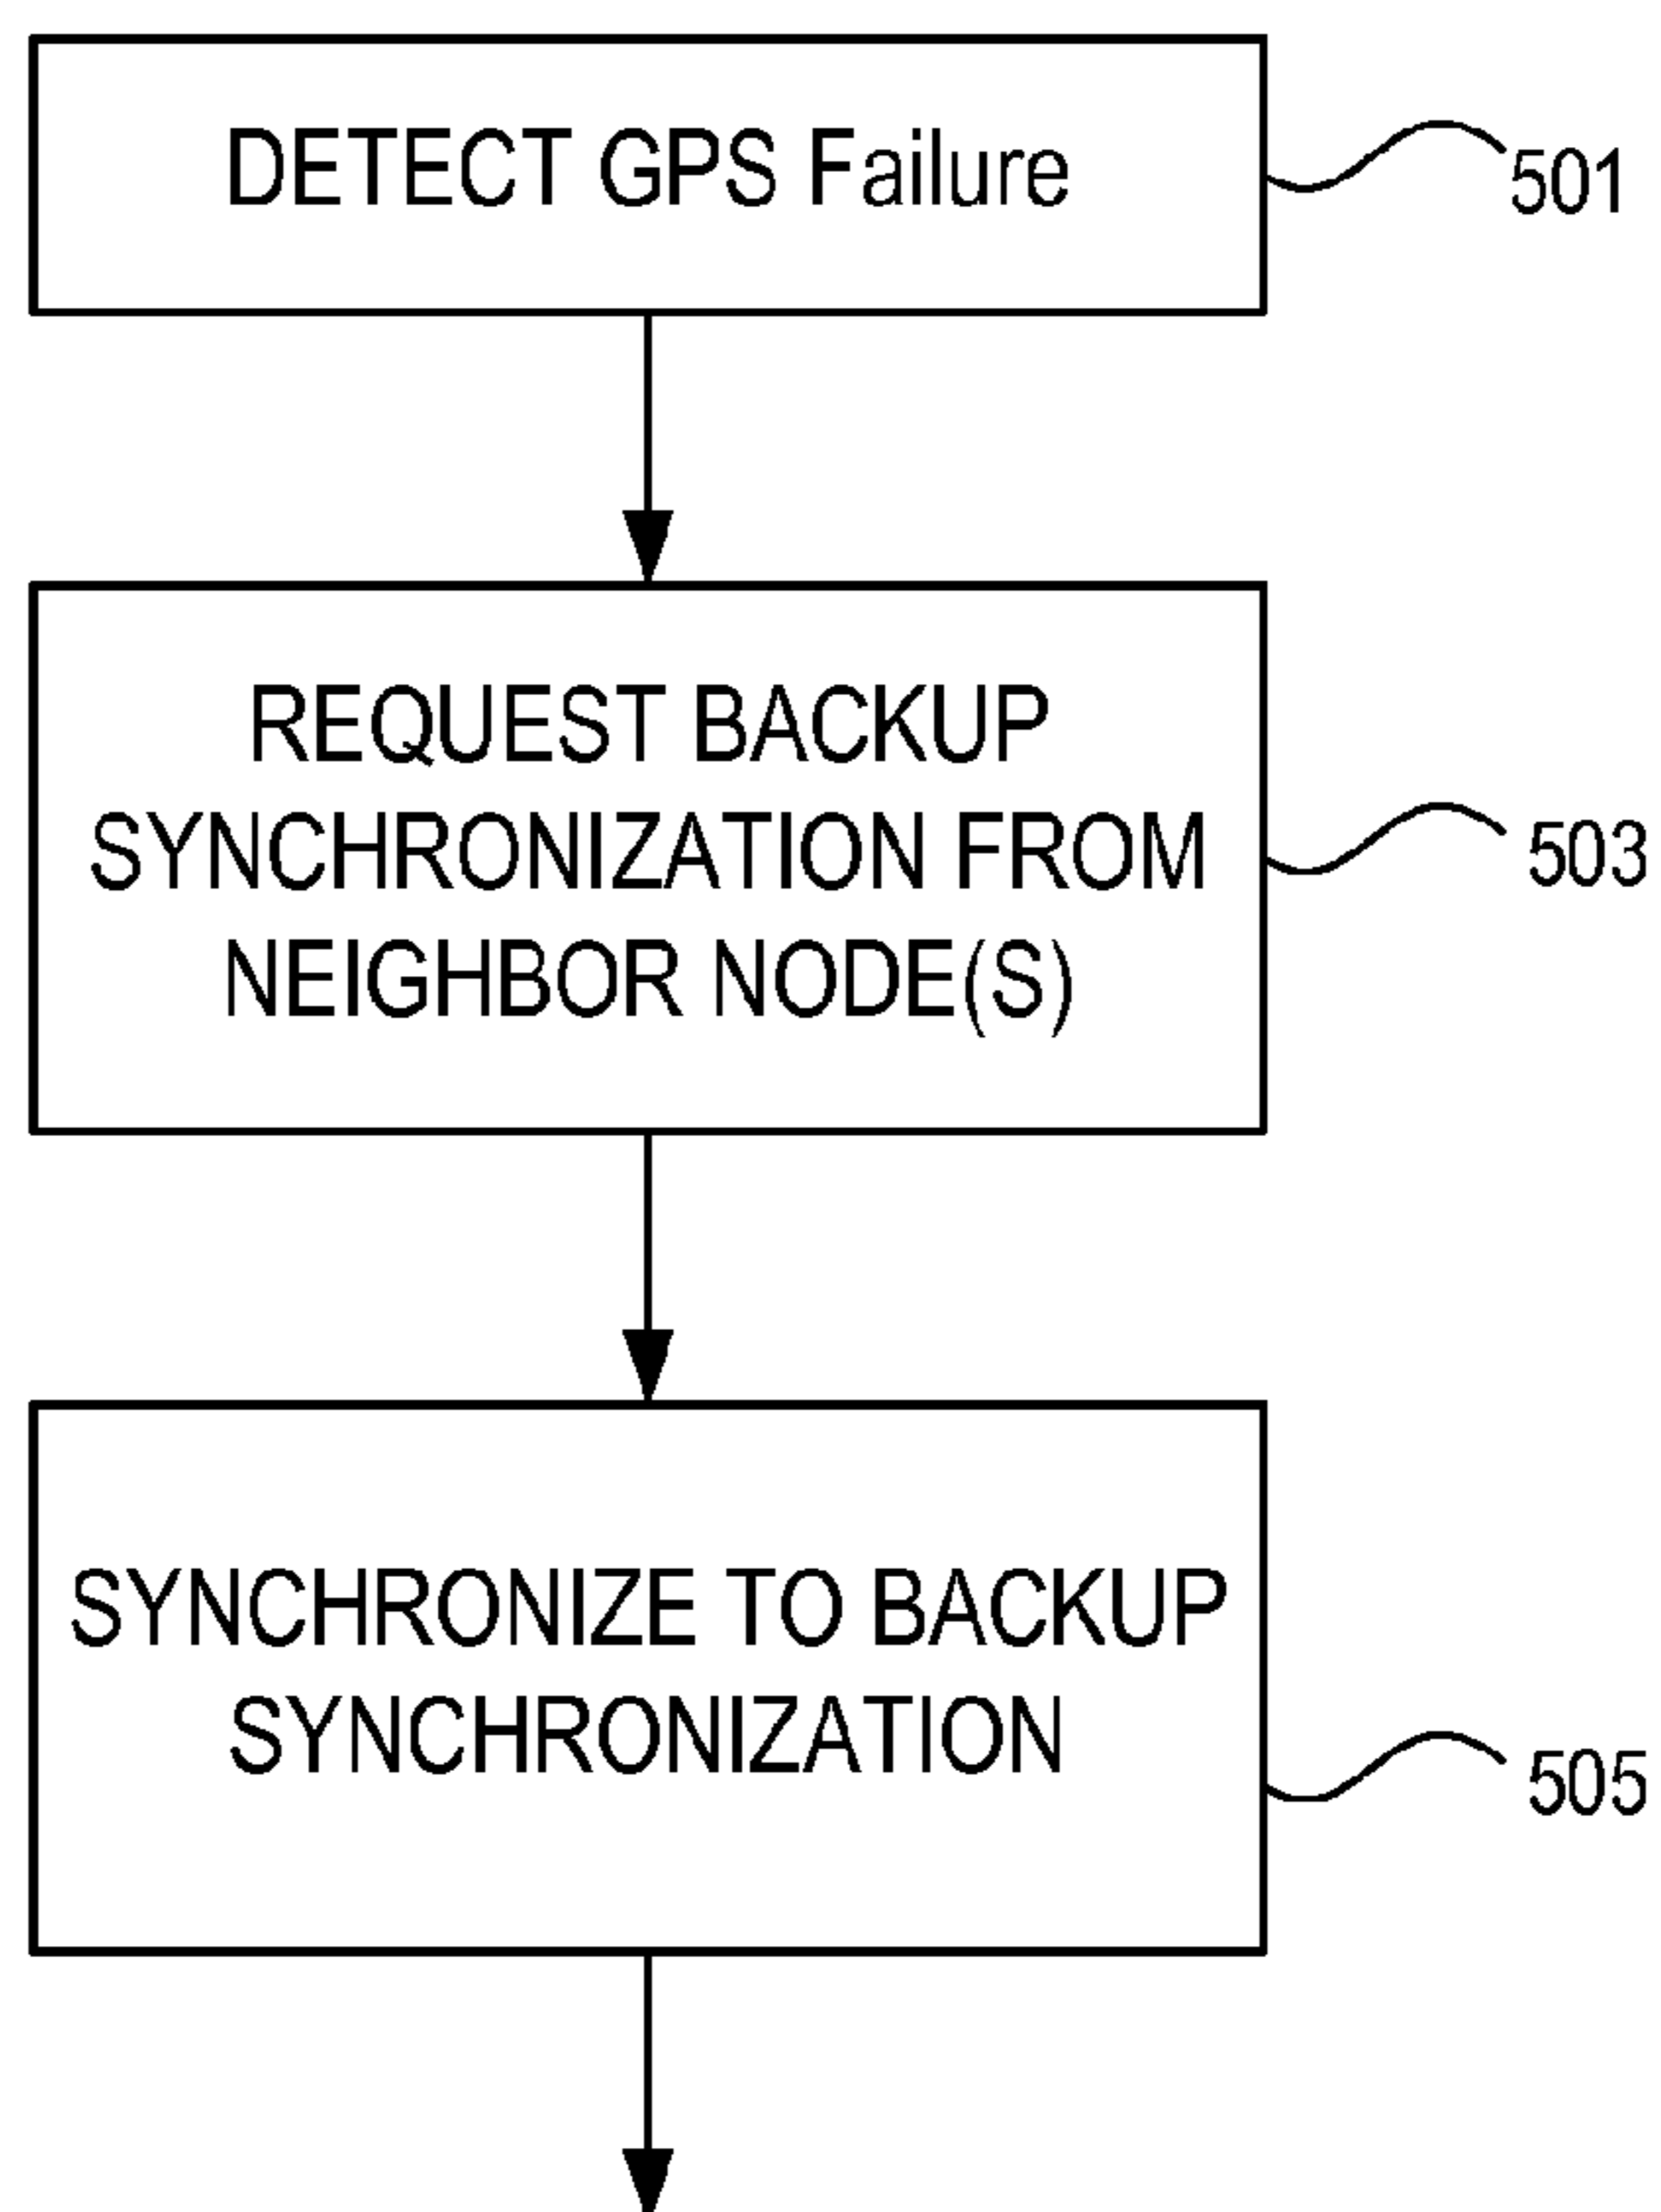 DETECT GPS Failure
501
REQUEST BACKUP
SYNCHRONIZATION FROM
NEIGHBOR NODE(S)
503
SYNCHRONIZE TO BACKUP
SYNCHRONIZATION
505